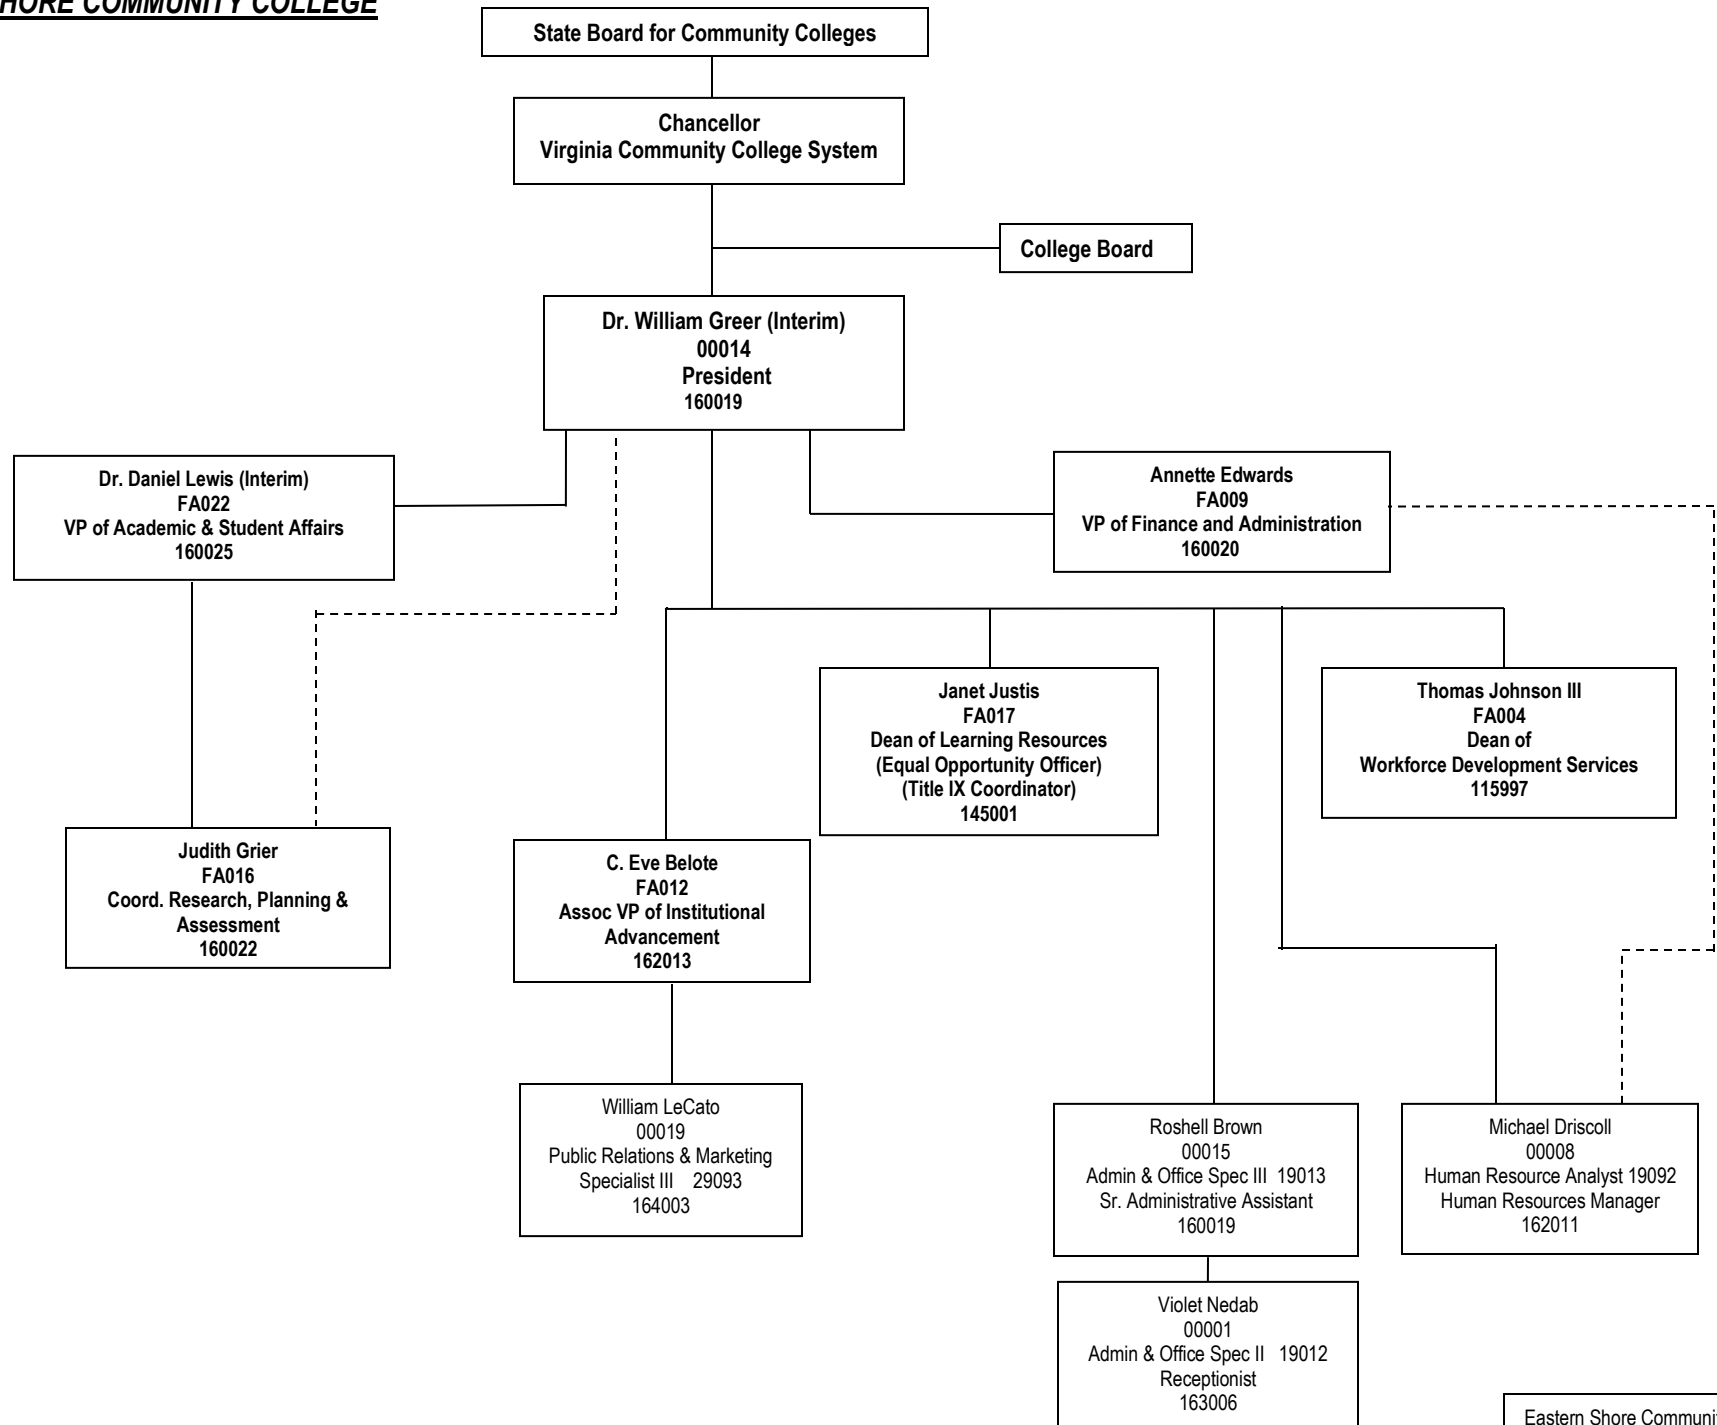 HORE COMMUNITY COLLEGE
State Board for Community Colleges
Chancellor
Virginia Community College System
College Board
Dr. William Greer (Interim)
00014
President
160019
Dr. Daniel Lewis (Interim)
FA022
VP of Academic & Student Affairs
160025
Annette Edwards
FA009
VP of Finance and Administration
160020
Janet Justis
FA017
Dean of Learning Resources
(Equal Opportunity Officer)
(Title IX Coordinator)
145001
Thomas Johnson III
FA004
Dean of
Workforce Development Services
115997
Judith Grier
FA016
Coord. Research, Planning &
Assessment
160022
C. Eve Belote
FA012
Assoc VP of Institutional
Advancement
162013
William LeCato
00019
Public Relations & Marketing
Specialist III 29093
164003
Roshell Brown
00015
Admin & Office Spec III 19013
Sr. Administrative Assistant
160019
Michael Driscoll
00008
Human Resource Analyst 19092
Human Resources Manager
162011
Violet Nedab
00001
Admin & Office Spec II 19012
Receptionist
163006
Eastern Shore Communi